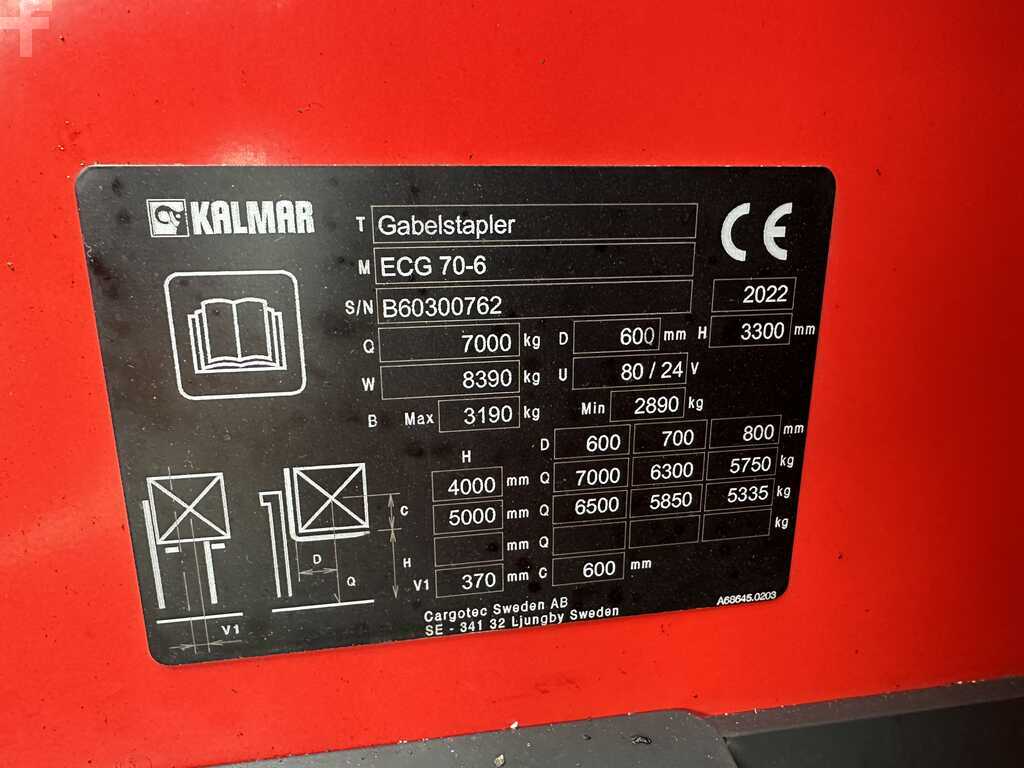 KALMAR
T Gabelstapler
CE
M ECG 70-6
S/N B60300762 2022
Q 7000 kg D 600 mm H 3300 mm
W 8390 kg U 80 / 24 V
B Max 3190 kg Min 2890 kg
H D 600 700 800 mm
4000 mm Q 7000 6300 5750 kg
5000 mm Q 6500 5850 5335 kg
mm Q kg
V1 370 mm C 600 mm
C
D
H
Q
V1
Cargotec Sweden AB
SE - 341 32 Ljungby Sweden
A68645.0203